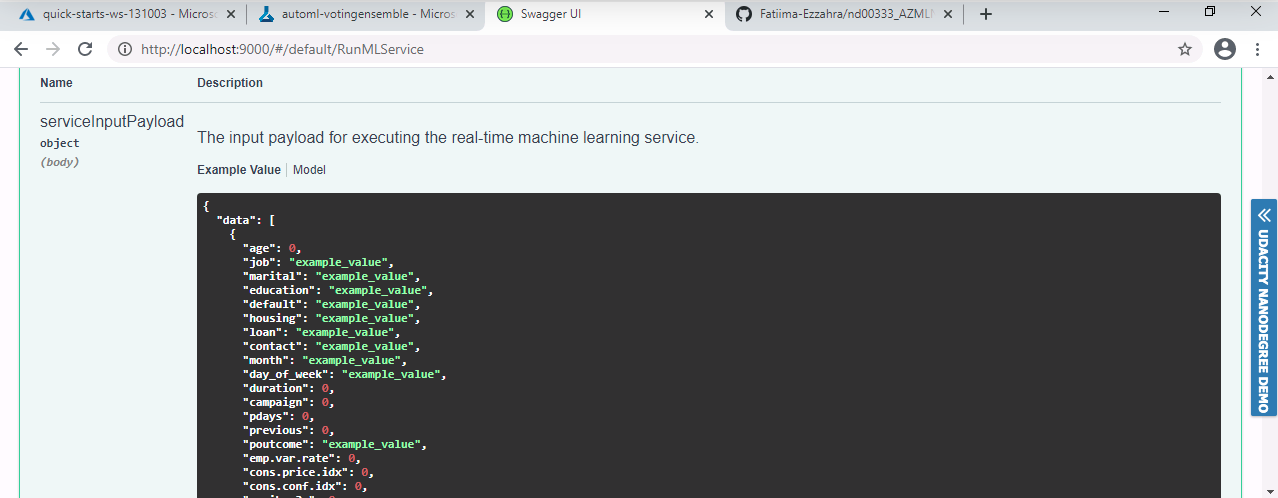 quick-starts-ws-131003 - Microso
automl-votingensemble - Microso
Swagger UI
Fatiima-Ezzahra/nd00333_AZMLN
http://localhost:9000/#/default/RunMLService
Name
Description
serviceInputPayload
object
(body)
The input payload for executing the real-time machine learning service.
Example Value
Model
{
"data": [
{
"age": 0,
"job": "example_value",
"marital": "example_value",
"education": "example_value",
"default": "example_value",
"housing": "example_value",
"loan": "example_value",
"contact": "example_value",
"month": "example_value",
"day_of_week": "example_value",
"duration": 0,
"campaign": 0,
"pdays": 0,
"previous": 0,
"poutcome": "example_value",
"emp.var.rate": 0,
"cons.price.idx": 0,
"cons.conf.idx": 0,
UDACITY NANODEGREE DEMO